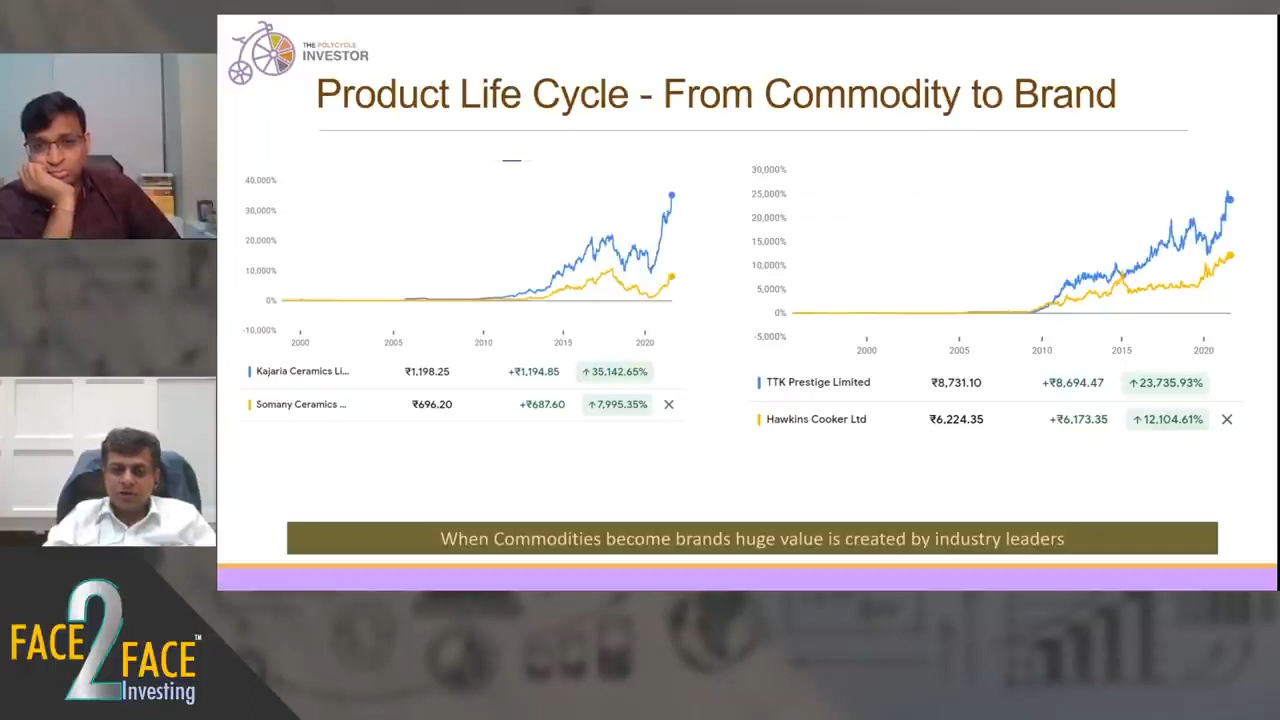 THE POLYCYCLE
INVESTOR
Product Life Cycle - From Commodity to Brand
40,000%
30,000%
20,000%
10,000%
0%
-10,000%
2000 2005 2010 2015 2020
Kajaria Ceramics Li... ₹1,198.25 +₹1,194.85 ↑35,142.65%
Somany Ceramics ... ₹696.20 +₹687.60 ↑7,995.35% ✕
30,000%
25,000%
20,000%
15,000%
10,000%
5,000%
0%
-5,000%
2000 2005 2010 2015 2020
TTK Prestige Limited ₹8,731.10 +₹8,694.47 ↑23,735.93%
Hawkins Cooker Ltd ₹6,224.35 +₹6,173.35 ↑12,104.61% ✕
When Commodities become brands huge value is created by industry leaders
FACE 2 FACE™
Investing